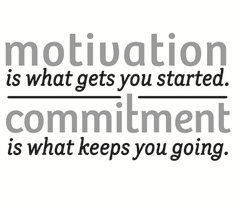 motivation
is what gets you started.
commitment
is what keeps you going.